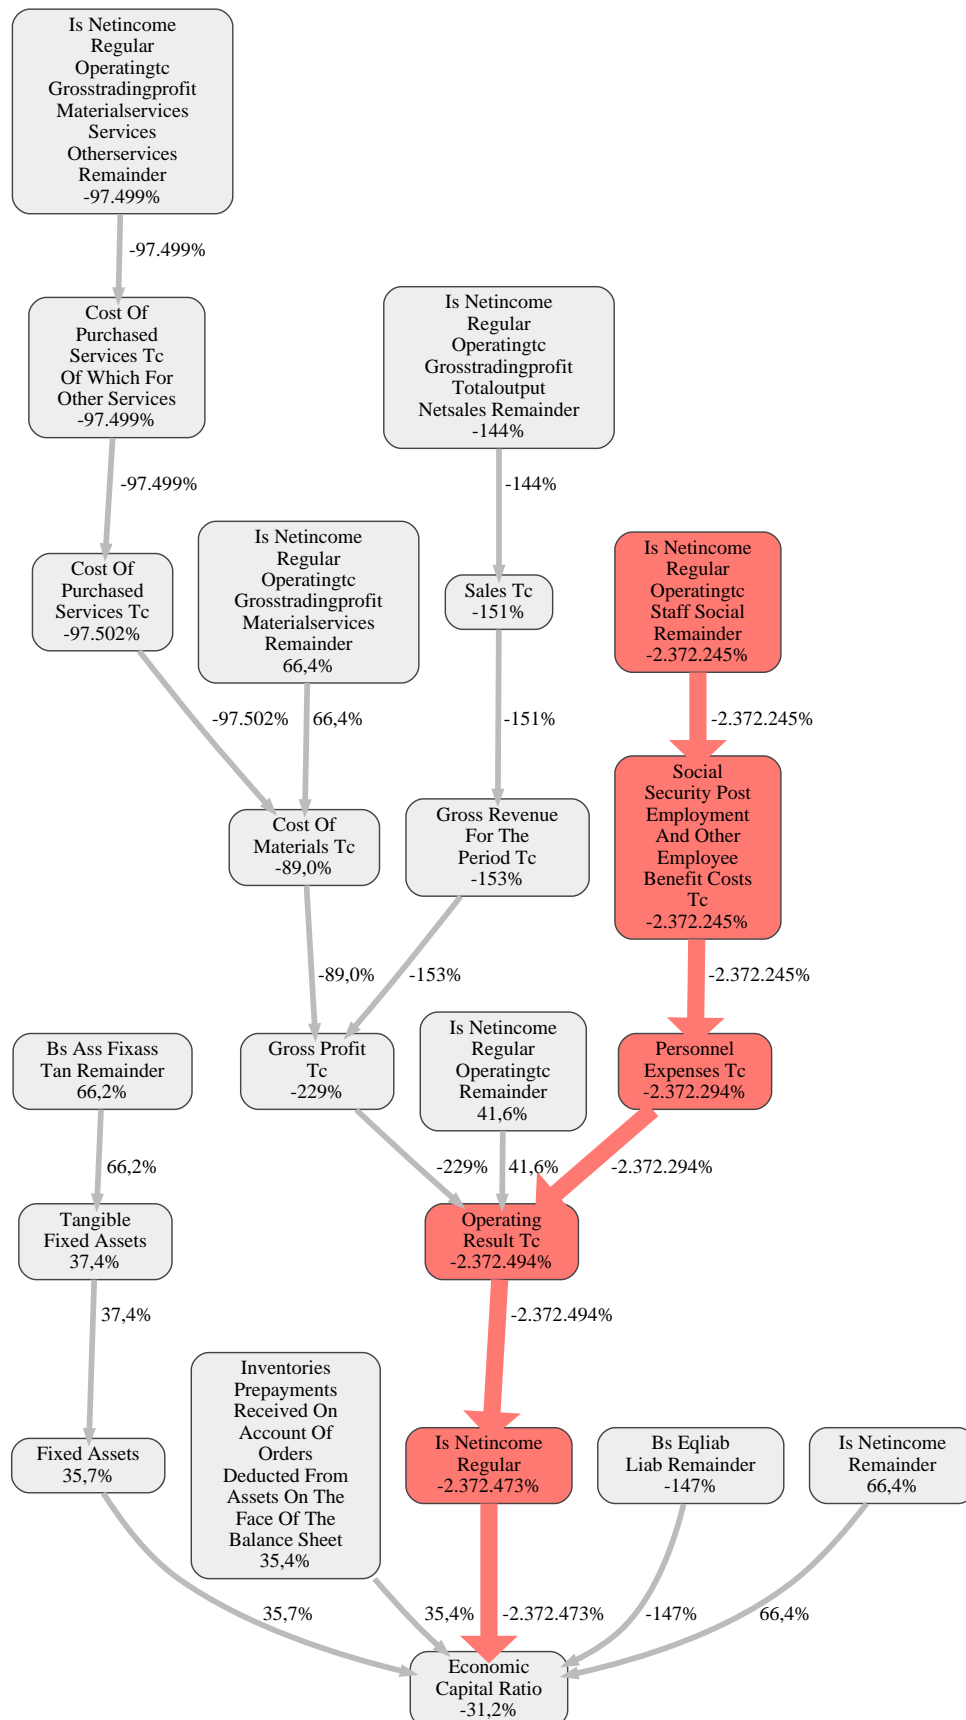 Is Netincome
Regular
Operatingtc
Grosstradingprofit
Materialservices
Services
Otherservices
Remainder
-97.499%
-97.499%
Cost Of
Purchased
Services Tc
Of Which For
Other Services
-97.499%
Is Netincome
Regular
Operatingtc
Grosstradingprofit
Totaloutput
Netsales Remainder
-144%
-97.499%
-144%
Cost Of
Purchased
Services Tc
-97.502%
Is Netincome
Regular
Operatingtc
Grosstradingprofit
Materialservices
Remainder
66,4%
Sales Tc
-151%
Is Netincome
Regular
Operatingtc
Staff Social
Remainder
-2.372.245%
-97.502%
66,4%
-151%
-2.372.245%
Cost Of
Materials Tc
-89,0%
Gross Revenue
For The
Period Tc
-153%
Social
Security Post
Employment
And Other
Employee
Benefit Costs
Tc
-2.372.245%
-89,0%
-153%
-2.372.245%
Bs Ass Fixass
Tan Remainder
66,2%
Gross Profit
Tc
-229%
Is Netincome
Regular
Operatingtc
Remainder
41,6%
Personnel
Expenses Tc
-2.372.294%
66,2%
-229%
41,6%
-2.372.294%
Tangible
Fixed Assets
37,4%
Operating
Result Tc
-2.372.494%
37,4%
-2.372.494%
Fixed Assets
35,7%
Inventories
Prepayments
Received On
Account Of
Orders
Deducted From
Assets On The
Face Of The
Balance Sheet
35,4%
Is Netincome
Regular
-2.372.473%
Bs Eqliab
Liab Remainder
-147%
Is Netincome
Remainder
66,4%
35,7%
35,4%
-2.372.473%
-147%
66,4%
Economic
Capital Ratio
-31,2%